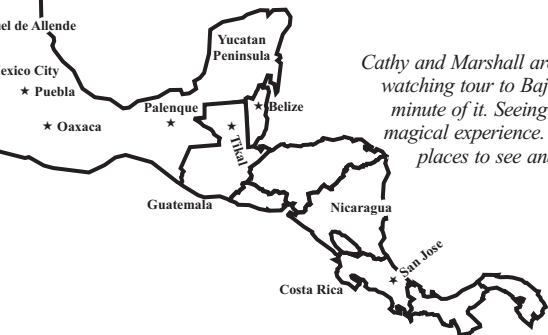 el de Allende
exico City
Puebla
Oaxaca
Palenque
Yucatan
Peninsula
Belize
Tikal
Guatemala
Nicaragua
San Jose
Costa Rica
Cathy and Marshall ar
watching tour to Baj
minute of it. Seeing
magical experience.
places to see an